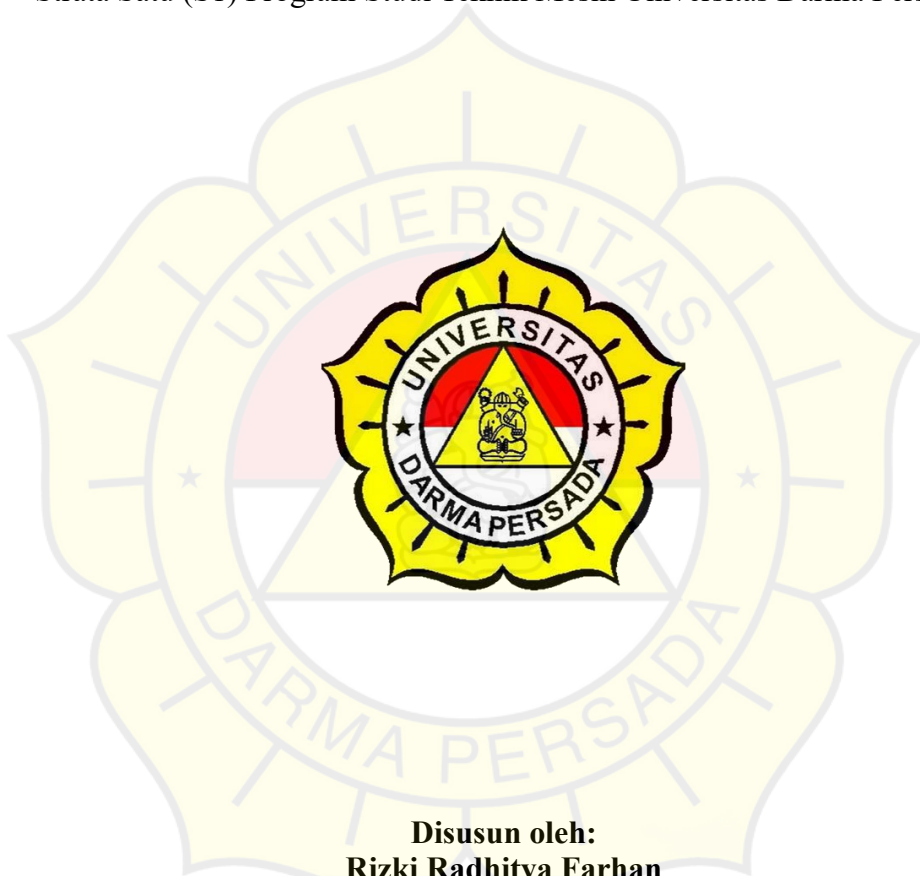 Strata Satu (S1) Program Studi Teknik Mesin Universitas Darma Persada
UNIVERSITAS
DARMA PERSADA
UNIVERSITAS
DARMA PERSADA
Disusun oleh:
Rizki Radhitya Farhan